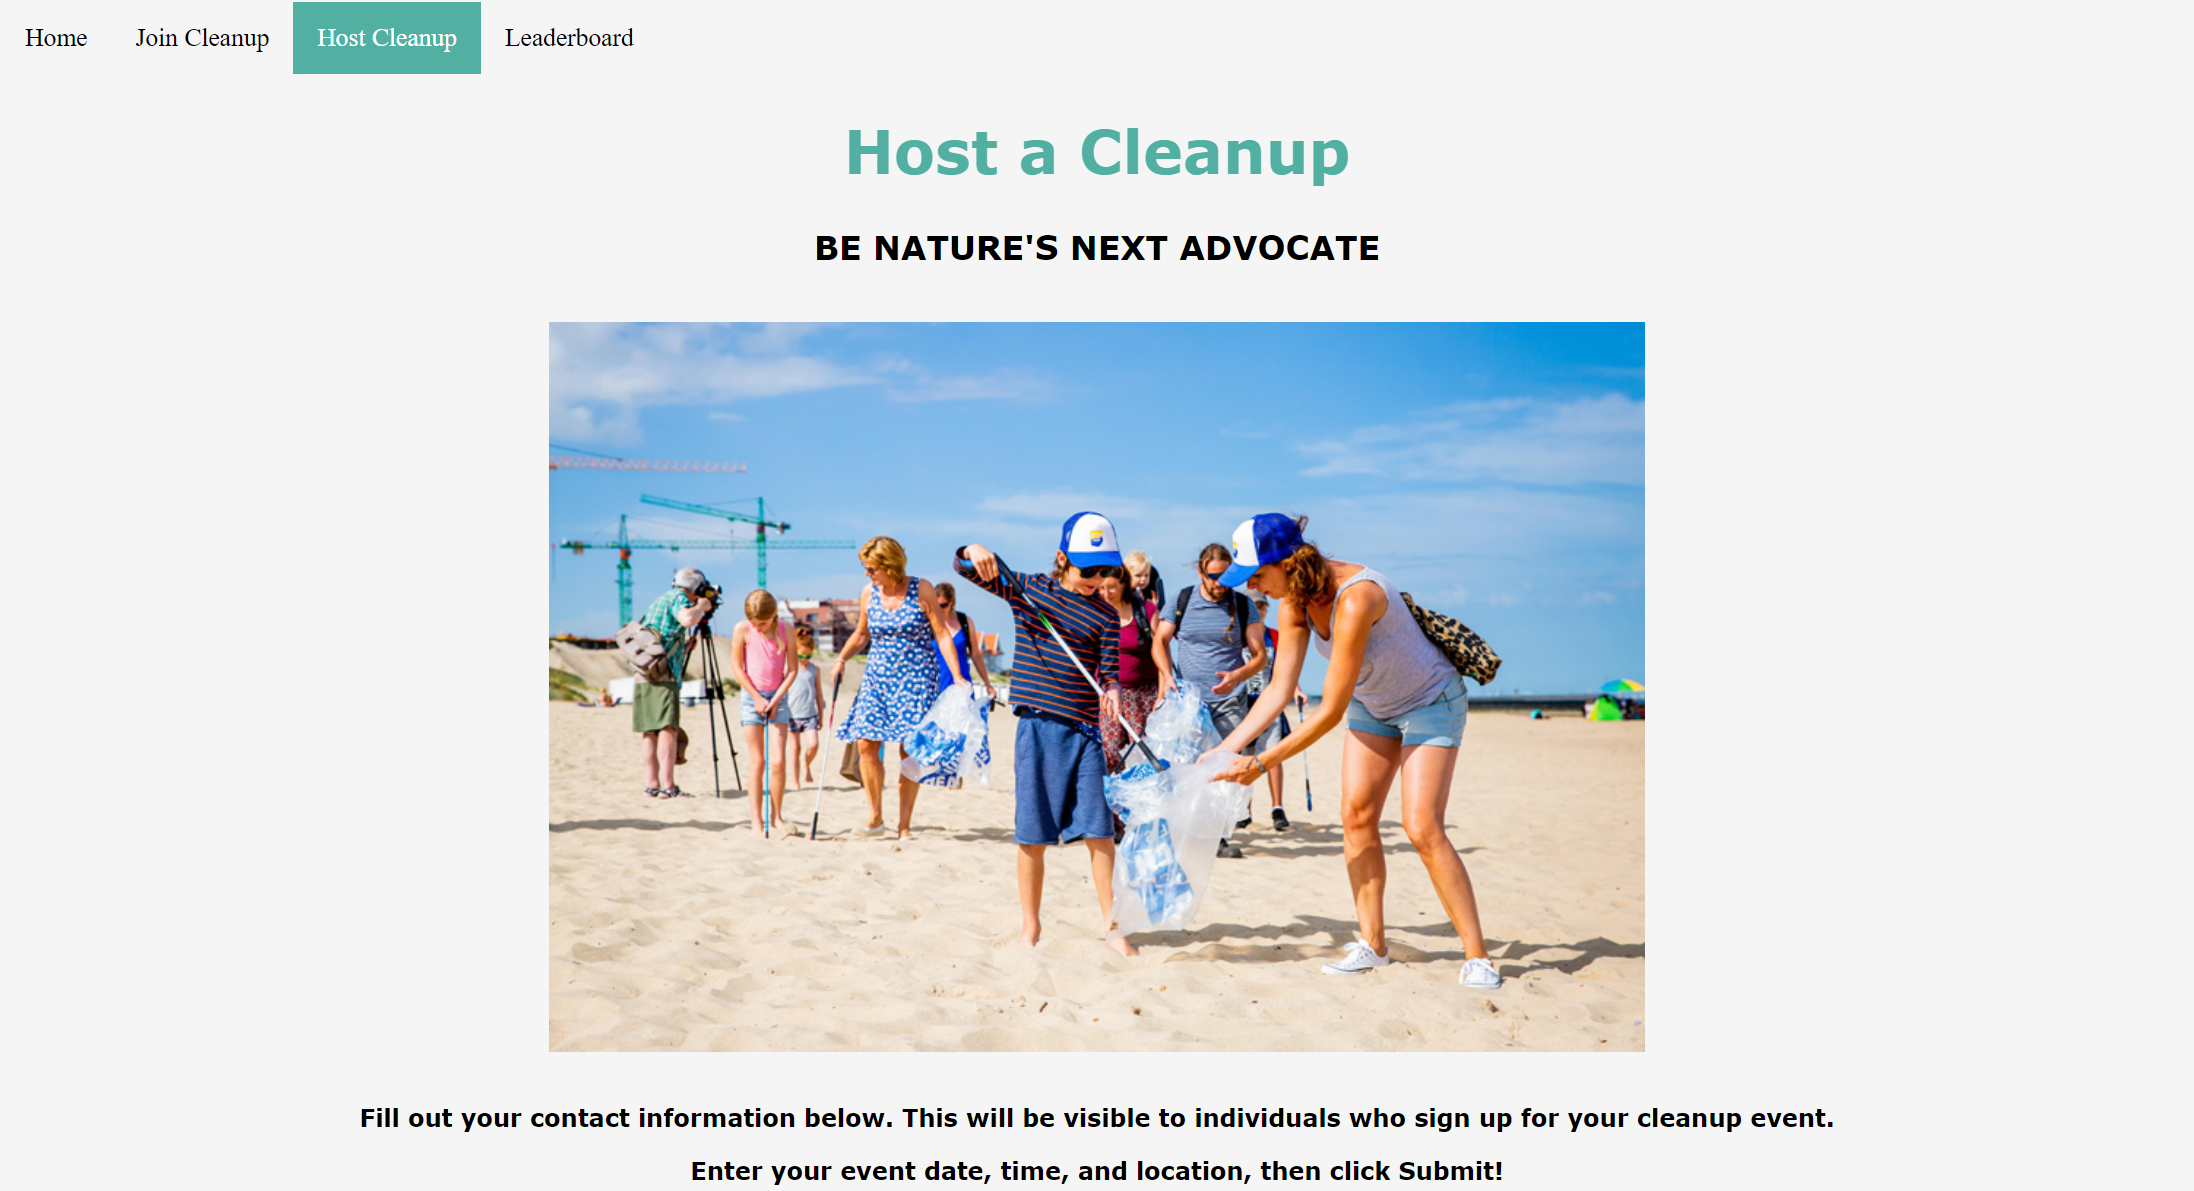 Home Join Cleanup Host Cleanup Leaderboard
Host a Cleanup
BE NATURE'S NEXT ADVOCATE
Fill out your contact information below. This will be visible to individuals who sign up for your cleanup event.
Enter your event date, time, and location, then click Submit!